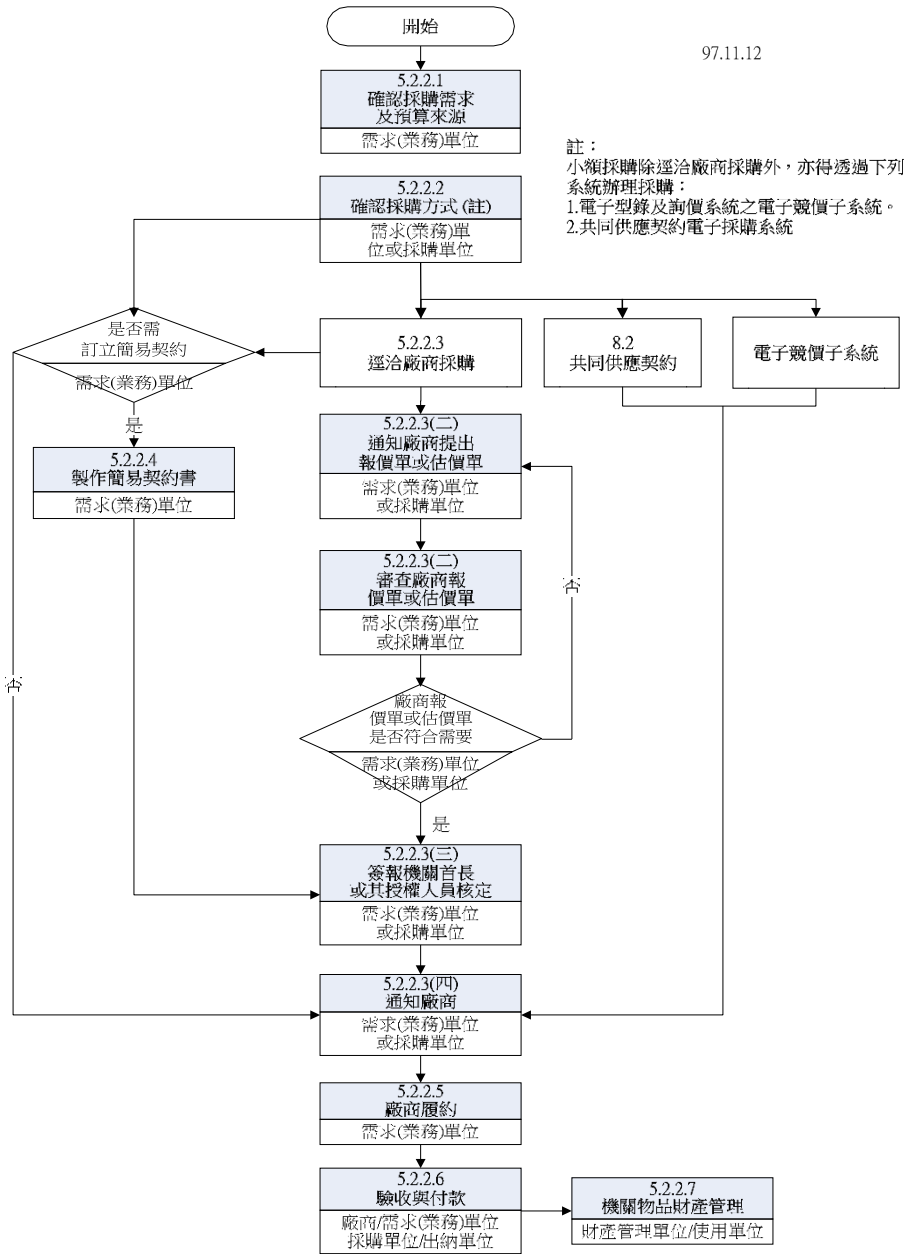 開始
97.11.12
5.2.2.1
確認採購需求
及預算來源
需求(業務)單位
註：
小額採購除逕洽廠商採購外，亦得透過下列
系統辦理採購：
1.電子型錄及詢價系統之電子競價子系統。
2.共同供應契約電子採購系統
5.2.2.2
確認採購方式(註)
需求(業務)單
位或採購單位
是否需
訂立簡易契約
需求(業務)單位
5.2.2.3
逕洽廠商採購
8.2
共同供應契約
電子競價子系統
是
5.2.2.4
製作簡易契約書
需求(業務)單位
5.2.2.3(二)
通知廠商提出
報價單或估價單
需求(業務)單位
或採購單位
5.2.2.3(二)
審查廠商報
價單或估價單
需求(業務)單位
或採購單位
否
否
廠商報
價單或估價單
是否符合需要
需求(業務)單位
或採購單位
是
5.2.2.3(三)
簽報機關首長
或其授權人員核定
需求(業務)單位
或採購單位
5.2.2.3(四)
通知廠商
需求(業務)單位
或採購單位
5.2.2.5
廠商履約
需求(業務)單位
5.2.2.6
驗收與付款
廠商/需求(業務)單位
採購單位/出納單位
5.2.2.7
機關物品財產管理
財產管理單位/使用單位